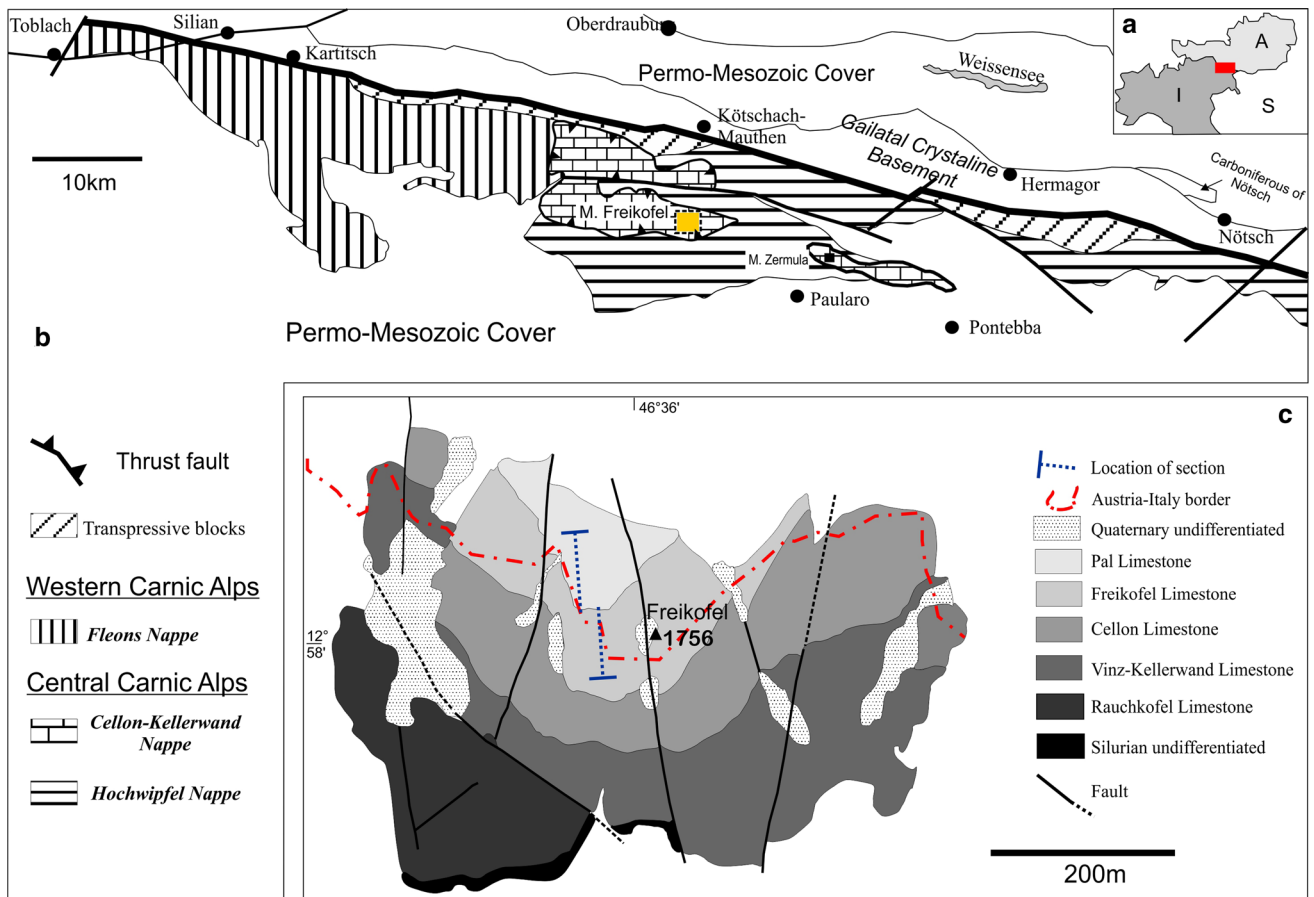 Toblach
Silian
Kartitsch
Oberdrauburg
Permo-Mesozoic Cover
Weissensee
Kötschach-
Mauthen
Gailatal Crystaline
Basement
Hermagor
Carboniferous of
Nötsch
Nötsch
10km
M. Freikofel
M. Zermula
Paularo
Pontebba
Permo-Mesozoic Cover
a
A
I
S
b
Thrust fault
Transpressive blocks
Western Carnic Alps
Fleons Nappe
Central Carnic Alps
Cellon-Kellerwand
Nappe
Hochwipfel Nappe
c
46°36'
12°
58'
Freikofel
1756
Location of section
Austria-Italy border
Quaternary undifferentiated
Pal Limestone
Freikofel Limestone
Cellon Limestone
Vinz-Kellerwand Limestone
Rauchkofel Limestone
Silurian undifferentiated
Fault
200m